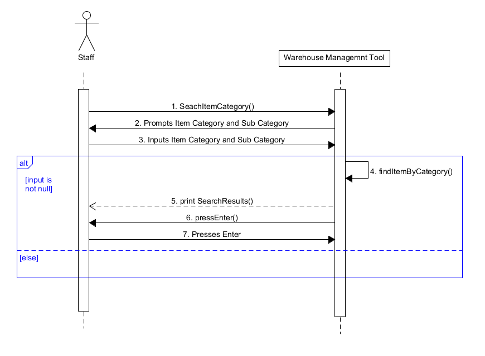 Staff
Warehouse Managemnt Tool
1. SeachItemCategory()
2. Prompts Item Category and Sub Category
3. Inputs Item Category and Sub Category
alt
[input is
not null]
4. findItemByCategory()
5. print SearchResults()
6. pressEnter()
7. Presses Enter
[else]